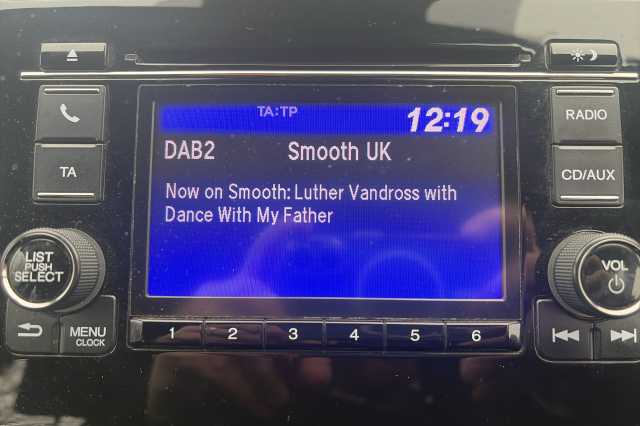 TA:TP
12:19
DAB2 Smooth UK
Now on Smooth: Luther Vandross with
Dance With My Father
TA
RADIO
CD/AUX
LIST
PUSH
SELECT
VOL
MENU
CLOCK
1 2 3 4 5 6